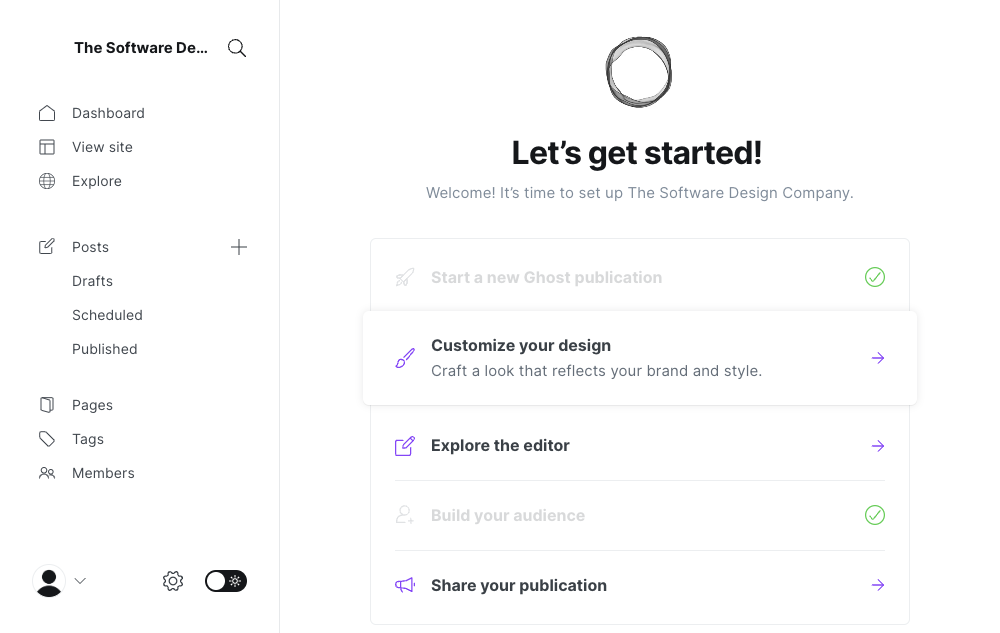 The Software De...
Dashboard
View site
Explore
Posts
Drafts
Scheduled
Published
Pages
Tags
Members
Let’s get started!
Welcome! It’s time to set up The Software Design Company.
Start a new Ghost publication
Customize your design
Craft a look that reflects your brand and style.
Explore the editor
Build your audience
Share your publication